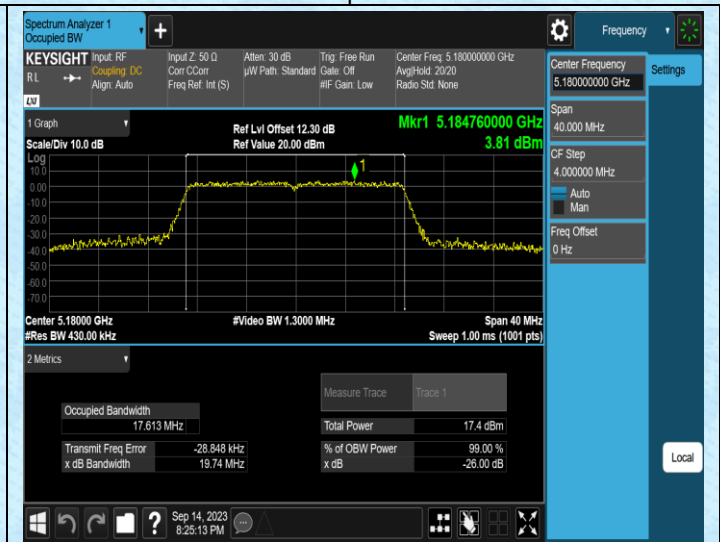 Spectrum Analyzer 1
Occupied BW
Frequency
KEYSIGHT
RL
LXI
Input: RF
Coupling: DC
Align: Auto
Input Z: 50 Ω
Corr CCorr
Freq Ref: Int (S)
Atten: 30 dB
µW Path: Standard
Trig: Free Run
Gate: Off
#IF Gain: Low
Center Freq: 5.180000000 GHz
Avg|Hold: 20/20
Radio Std: None
Center Frequency
5.180000000 GHz
Settings
Span
40.000 MHz
CF Step
4.000000 MHz
Auto
Man
Freq Offset
0 Hz
1 Graph
Scale/Div 10.0 dB
Ref Lvl Offset 12.30 dB
Ref Value 20.00 dBm
Mkr1 5.184760000 GHz
3.81 dBm
Log
10.0
0.00
-10.0
-20.0
-30.0
-40.0
-50.0
-60.0
-70.0
1
Center 5.18000 GHz
#Res BW 430.00 kHz
#Video BW 1.3000 MHz
Span 40 MHz
Sweep 1.00 ms (1001 pts)
2 Metrics
Measure Trace Trace 1
Occupied Bandwidth
17.613 MHz
Total Power 17.4 dBm
Transmit Freq Error -28.848 kHz
% of OBW Power 99.00 %
x dB Bandwidth 19.74 MHz
x dB -26.00 dB
Local
?
Sep 14, 2023
8:25:13 PM